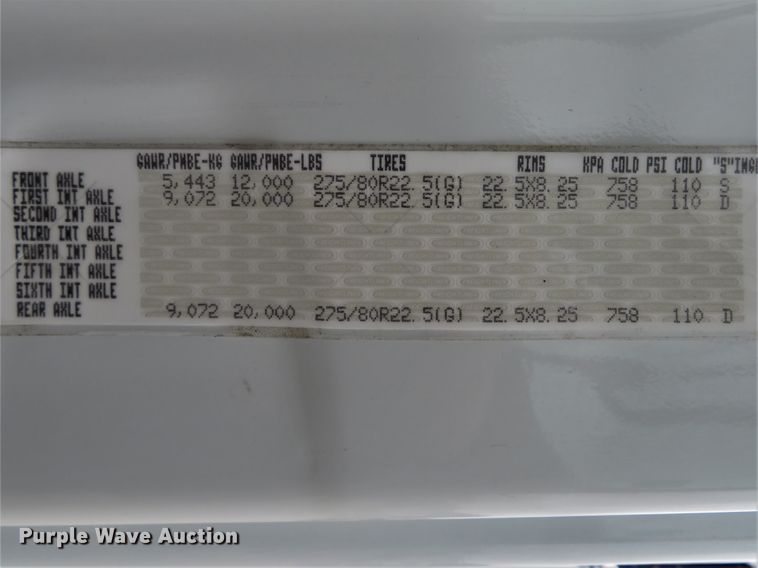 GAWR/PNBE-KG GAWR/PNBE-LBS TIRES RIMS KPA COLD PSI COLD "S"INGL
FRONT AXLE 5,443 12,000 275/80R22.5(G) 22.5X8.25 758 110 S
FIRST INT AXLE 9,072 20,000 275/80R22.5(G) 22.5X8.25 758 110 D
SECOND INT AXLE
THIRD INT AXLE
FOURTH INT AXLE
FIFTH INT AXLE
SIXTH INT AXLE
REAR AXLE 9,072 20,000 275/80R22.5(G) 22.5X8.25 758 110 D
Purple Wave Auction